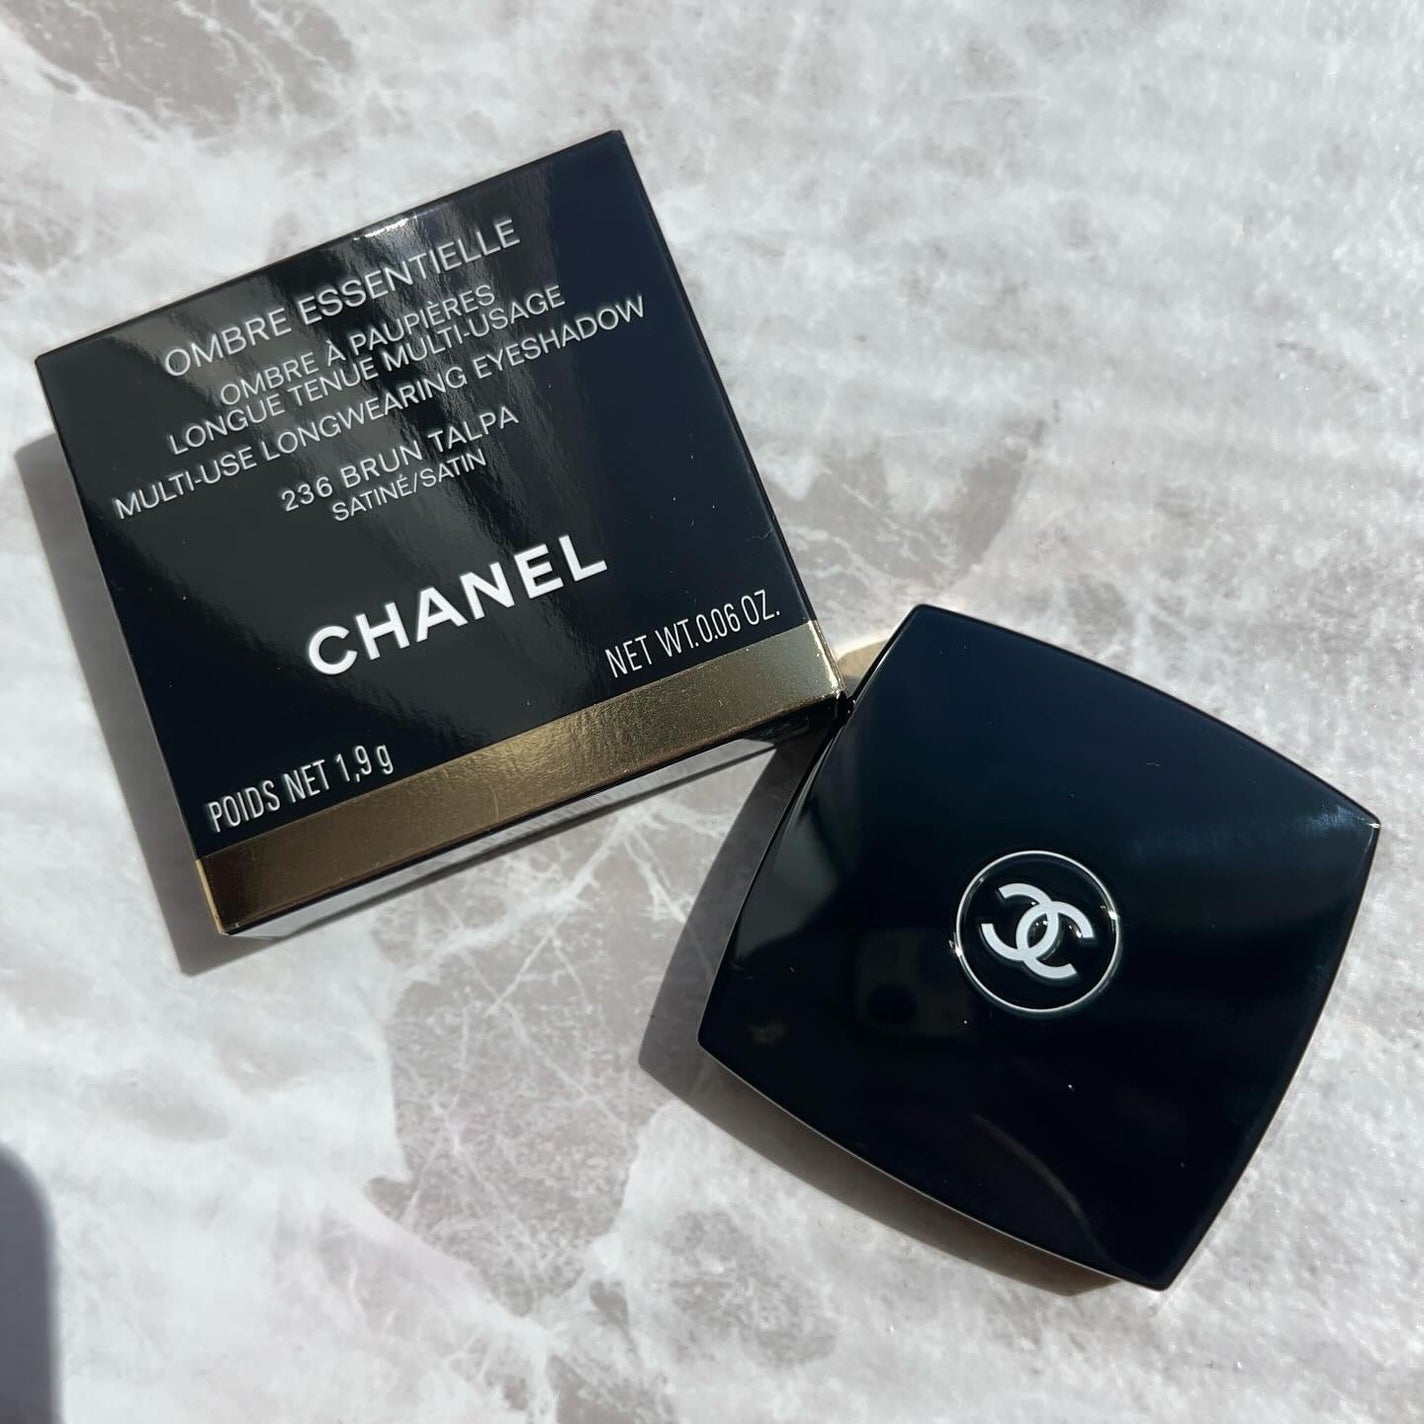 OMBRE ESSENTIELLE
OMBRE À PAUPIÈRES
LONGUE TENUE MULTI-USAGE
MULTI-USE LONGWEARING EYESHADOW
236 BRUN TALPA
SATINÉ/SATIN
CHANEL
NET WT. 0.06 OZ.
POIDS NET 1,9 g